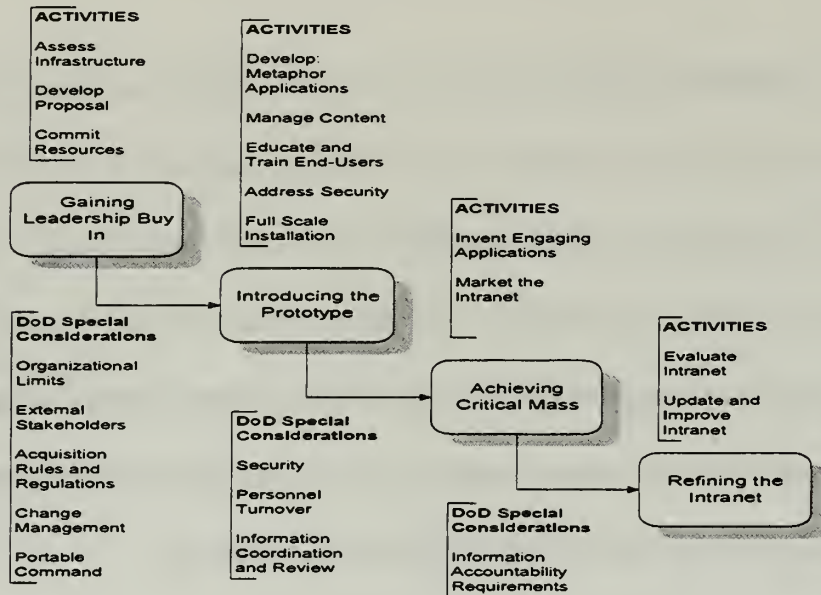 ACTIVITIES
Assess
Infrastructure
Develop
Proposal
Commit
Resources
Gaining
Leadership Buy
In
DoD Special
Considerations
Organizational
Limits
External
Stakeholders
Acquisition
Rules and
Regulations
Change
Management
Portable
Command
ACTIVITIES
Develop:
Metaphor
Applications
Manage Content
Educate and
Train End-Users
Address Security
Full Scale
Installation
Introducing the
Prototype
DoD Special
Considerations
Security
Personnel
Turnover
Information
Coordination
and Review
ACTIVITIES
Invent Engaging
Applications
Market the
Intranet
Achieving
Critical Mass
DoD Special
Considerations
Information
Accountability
Requirements
ACTIVITIES
Evaluate
Intranet
Update and
Improve
Intranet
Refining the
Intranet